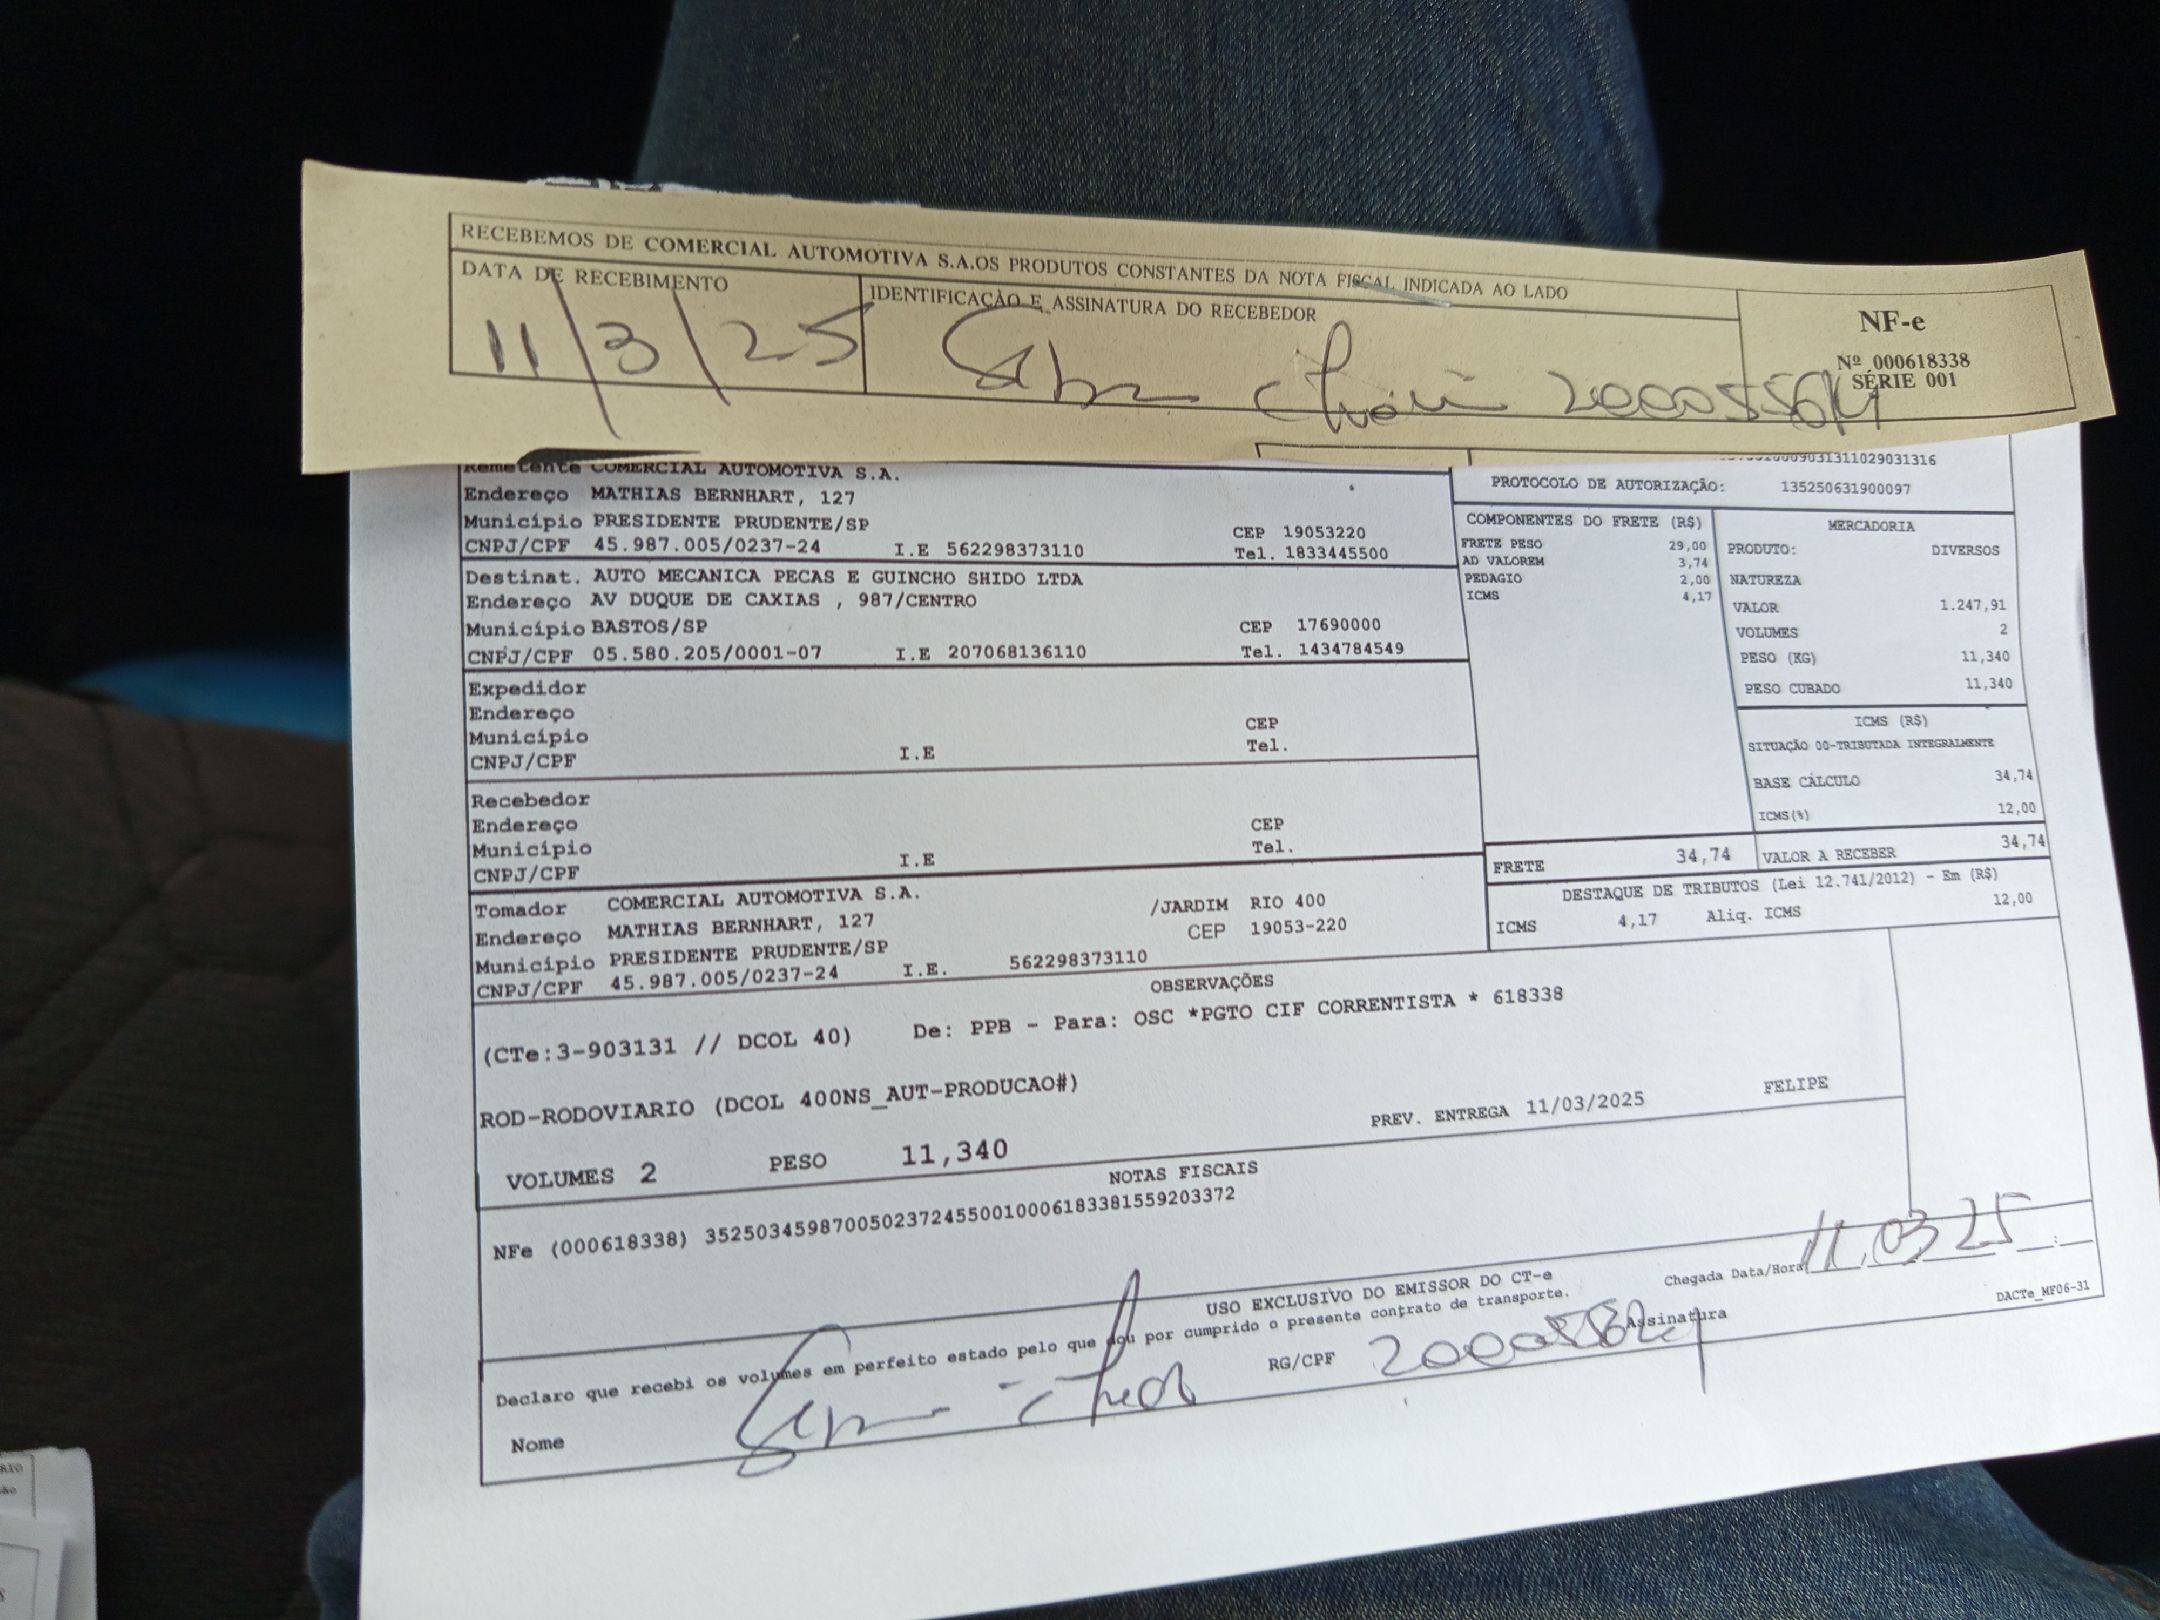 RECEBEMOS DE COMERCIAL AUTOMOTIVA S.A.OS PRODUTOS CONSTANTES DA NOTA FISCAL INDICADA AO LADO
DATA DE RECEBIMENTO
11/3/25
IDENTIFICAÇÃO E ASSINATURA DO RECEBEDOR
NF-e
Nº 000618338
SÉRIE 001
Remetente COMERCIAL AUTOMOTIVA S.A.
Endereço MATHIAS BERNHART, 127
Município PRESIDENTE PRUDENTE/SP CEP 19053220
CNPJ/CPF 45.987.005/0237-24 I.E 562298373110 Tel. 1833445500
Destinat. AUTO MECANICA PECAS E GUINCHO SHIDO LTDA
Endereço AV DUQUE DE CAXIAS , 987/CENTRO
Município BASTOS/SP CEP 17690000
CNPJ/CPF 05.580.205/0001-07 I.E 207068136110 Tel. 1434784549
Expedidor
Endereço
Município CEP
CNPJ/CPF I.E Tel.
Recebedor
Endereço
Município CEP
CNPJ/CPF I.E Tel.
Tomador COMERCIAL AUTOMOTIVA S.A.
Endereço MATHIAS BERNHART, 127 /JARDIM RIO 400
Município PRESIDENTE PRUDENTE/SP CEP 19053-220
CNPJ/CPF 45.987.005/0237-24 I.E. 562298373110
PROTOCOLO DE AUTORIZAÇÃO: 135250631900097
COMPONENTES DO FRETE (R$)
FRETE PESO 29,00
AD VALOREM 3,74
PEDAGIO 2,00
ICMS 4,17
MERCADORIA
PRODUTO: DIVERSOS
NATUREZA
VALOR 1.247,91
VOLUMES 2
PESO (KG) 11,340
PESO CUBADO 11,340
ICMS (R$)
SITUAÇÃO 00-TRIBUTADA INTEGRALMENTE
BASE CÁLCULO 34,74
ICMS(%) 12,00
FRETE 34,74 VALOR A RECEBER 34,74
DESTAQUE DE TRIBUTOS (Lei 12.741/2012) - Em (R$)
ICMS 4,17 Aliq. ICMS 12,00
OBSERVAÇÕES
(CTe:3-903131 // DCOL 40) De: PPB - Para: OSC *PGTO CIF CORRENTISTA * 618338
ROD-RODOVIARIO (DCOL 400NS_AUT-PRODUCAO#)
PREV. ENTREGA 11/03/2025 FELIPE
VOLUMES 2 PESO 11,340
NOTAS FISCAIS
NFe (000618338) 35250345987005023724550010006183381559203372
USO EXCLUSIVO DO EMISSOR DO CT-e
Chegada Data/Hora 11.03 25 __:__
Declaro que recebi os volumes em perfeito estado pelo que dou por cumprido o presente contrato de transporte.
DACTe_MF06-31
Nome RG/CPF Assinatura